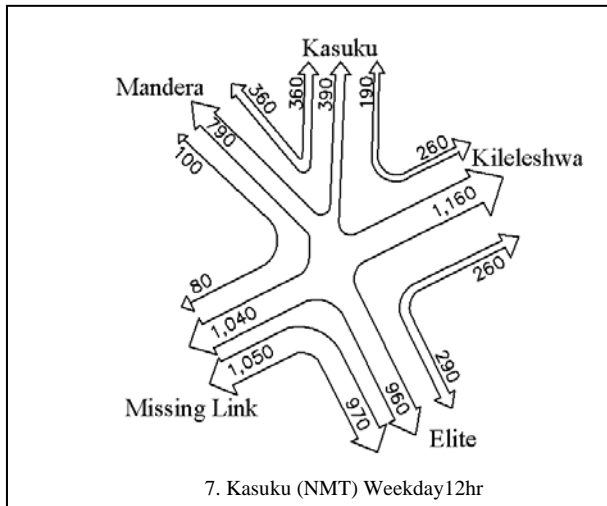 Kasuku
Mandera
360
360
390
190
790
100
260
Kileleshwa
1,160
80
260
1,040
1,050
290
Missing Link
970
960
Elite
7. Kasuku (NMT) Weekday12hr